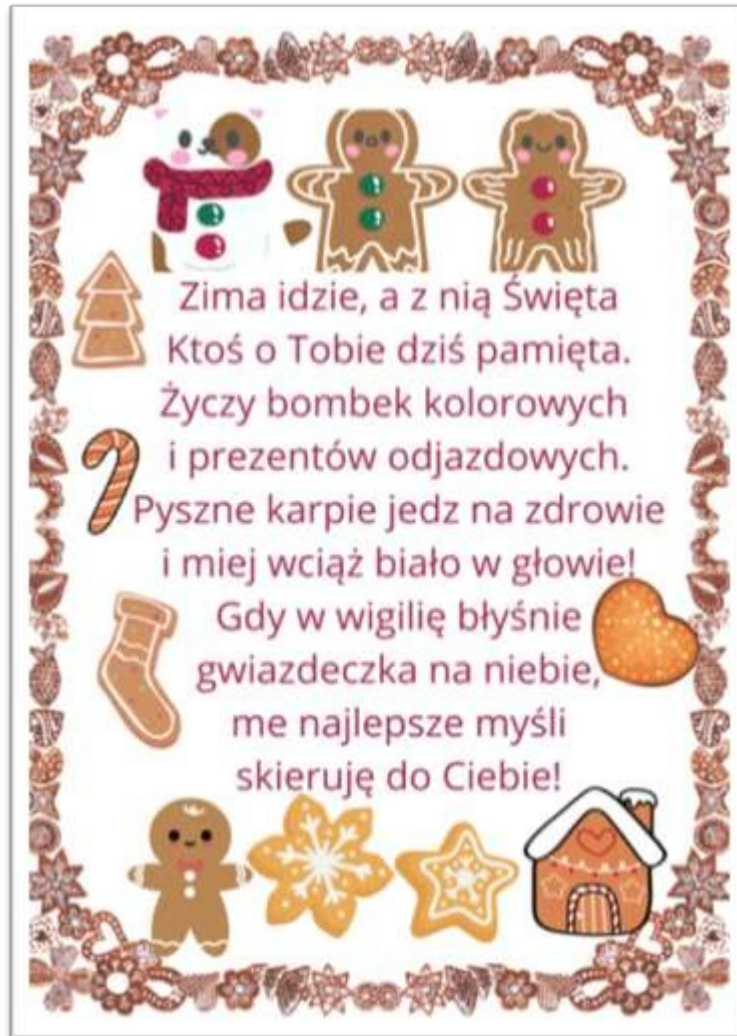 Zima idzie, a z nią Święta
Ktoś o Tobie dziś pamięta.
Życzy bombek kolorowych
i prezentów odjazdowych.
Pyszne karpie jedz na zdrowie
i miej wciąż biało w głowie!
Gdy w wigilię błyśnie
gwiazdeczka na niebie,
me najlepsze myśli
skieruję do Ciebie!